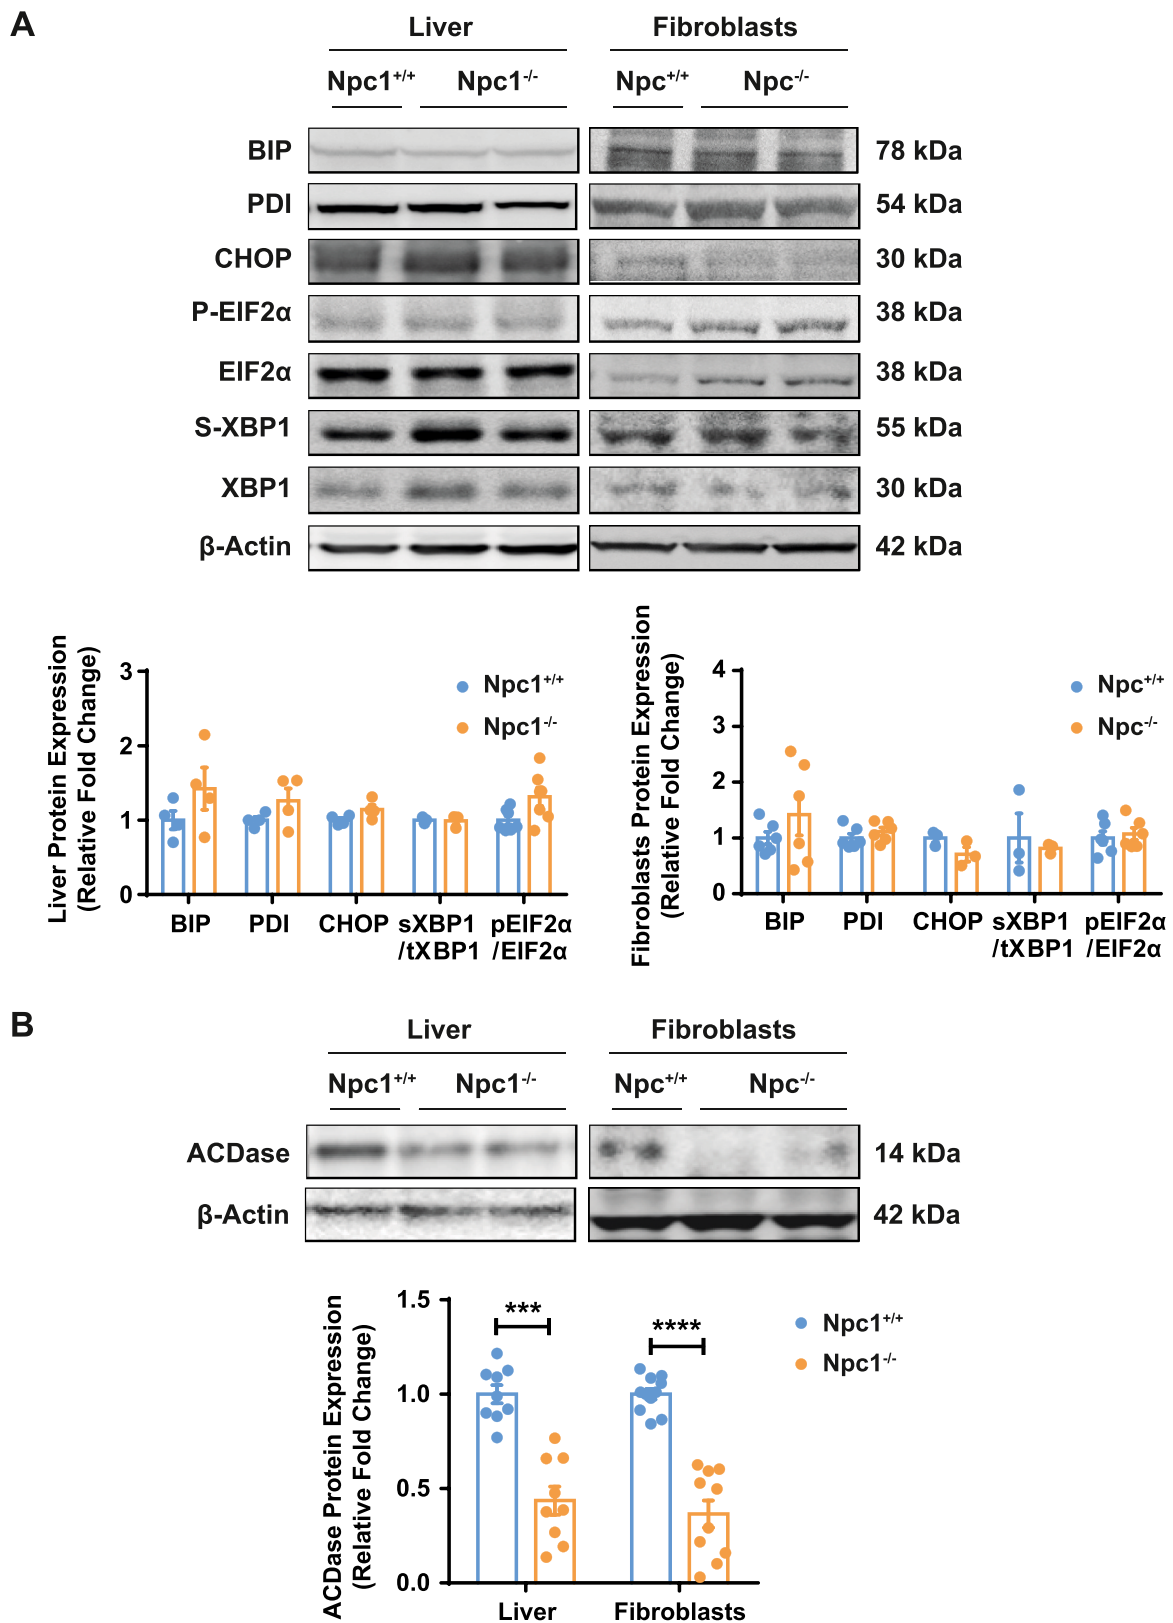 A
Liver Fibroblasts
Npc1+/+ Npc1-/- Npc+/+ Npc-/-
BIP 78 kDa
PDI 54 kDa
CHOP 30 kDa
P-EIF2α 38 kDa
EIF2α 38 kDa
S-XBP1 55 kDa
XBP1 30 kDa
β-Actin 42 kDa
Liver Protein Expression
(Relative Fold Change)
3
2
1
0
Npc1+/+
Npc1-/-
BIP PDI CHOP sXBP1 pEIF2α
/tXBP1 /EIF2α
Fibroblasts Protein Expression
(Relative Fold Change)
4
3
2
1
0
Npc+/+
Npc-/-
BIP PDI CHOP sXBP1 pEIF2α
/tXBP1 /EIF2α
B
Liver Fibroblasts
Npc1+/+ Npc1-/- Npc+/+ Npc-/-
ACDase 14 kDa
β-Actin 42 kDa
ACDase Protein Expression
(Relative Fold Change)
1.5
1.0
0.5
0.0
*** ****
Npc1+/+
Npc1-/-
Liver Fibroblasts